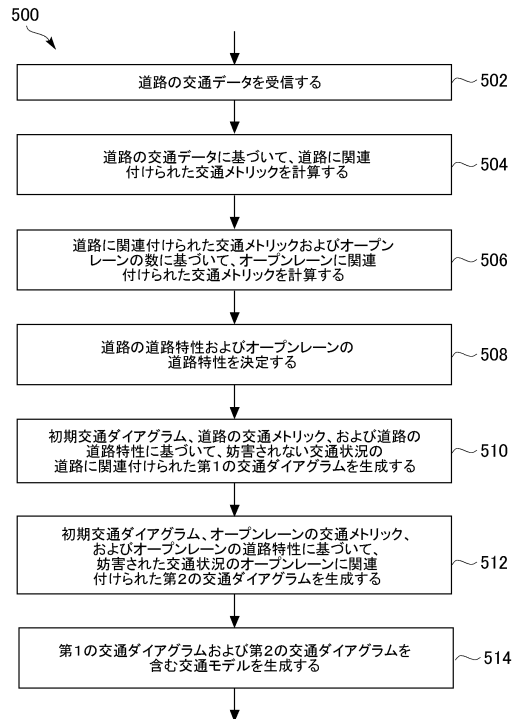 500
道路の交通データを受信する
502
道路の交通データに基づいて、道路に関連
付けられた交通メトリックを計算する
504
道路に関連付けられた交通メトリックおよびオープン
レーンの数に基づいて、オープンレーンに関連
付けられた交通メトリックを計算する
506
道路の道路特性およびオープンレーンの
道路特性を決定する
508
初期交通ダイアグラム、道路の交通メトリック、および道路の
道路特性に基づいて、妨害されない交通状況の
道路に関連付けられた第1の交通ダイアグラムを生成する
510
初期交通ダイアグラム、オープンレーンの交通メトリック、
およびオープンレーンの道路特性に基づいて、
妨害された交通状況のオープンレーンに関連
付けられた第2の交通ダイアグラムを生成する
512
第1の交通ダイアグラムおよび第2の交通ダイアグラムを
含む交通モデルを生成する
514